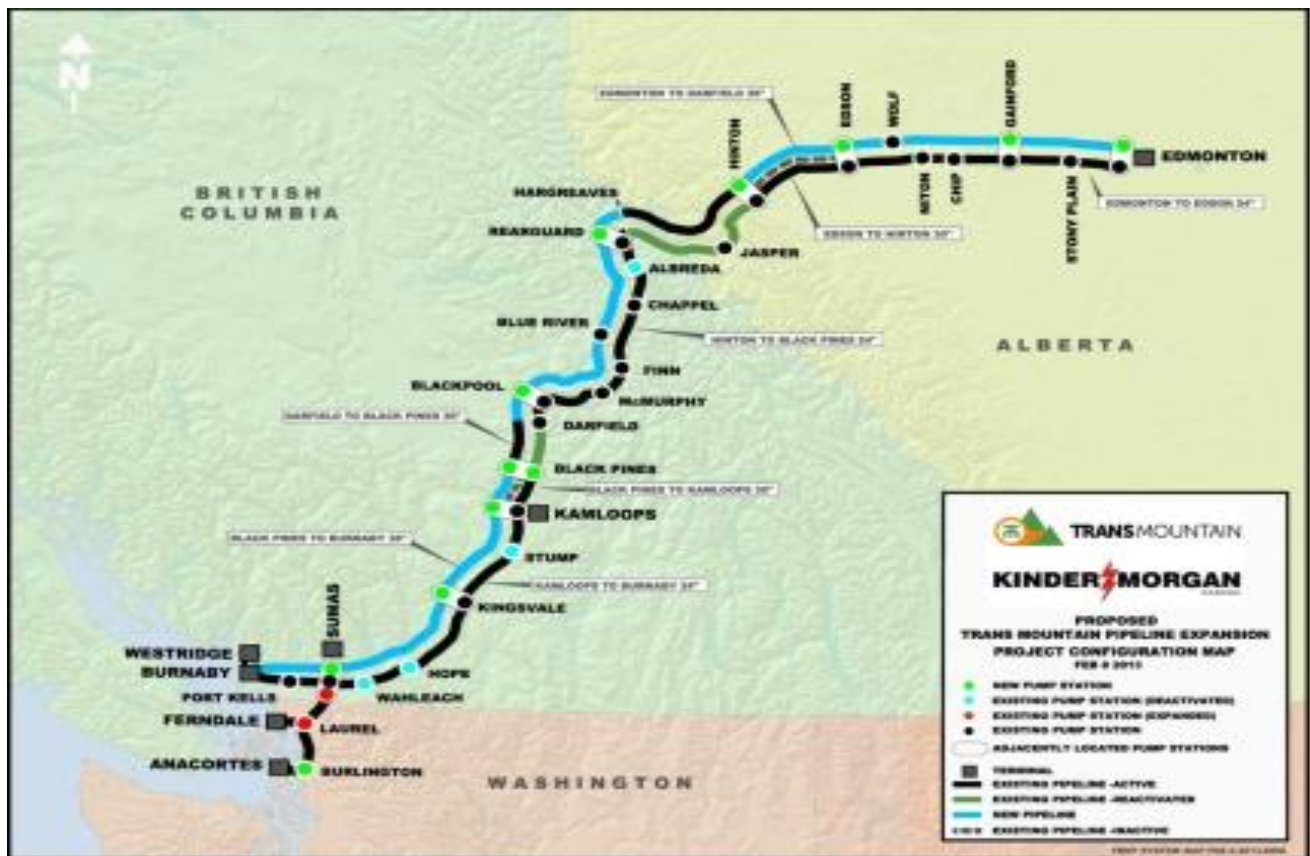 N
BRITISH
COLUMBIA
ALBERTA
WASHINGTON
EDMONTON TO DARFIELD 36"
HINTON
EDSON
WOLF
GAINFORD
EDMONTON
NITON
CHIP
STONY PLAIN
EDMONTON TO EDSON 24"
EDSON TO HINTON 30"
HARGREAVES
REARGUARD
JASPER
ALBREDA
CHAPPEL
BLUE RIVER
HINTON TO BLACK PINES 24"
FINN
BLACKPOOL
McMURPHY
DARFIELD TO BLACK PINES 30"
DARFIELD
BLACK PINES
BLACK PINES TO KAMLOOPS 30"
KAMLOOPS
BLACK PINES TO BURNABY 36"
STUMP
KAMLOOPS TO BURNABY 24"
KINGSVALE
SUMAS
WESTRIDGE
BURNABY
HOPE
PORT KELLS
WAHLEACH
FERNDALE
LAUREL
ANACORTES
BURLINGTON
TRANSMOUNTAIN
KINDER MORGAN
PROPOSED
TRANS MOUNTAIN PIPELINE EXPANSION
PROJECT CONFIGURATION MAP
NEW PUMP STATION
EXISTING PUMP STATION (DEACTIVATED)
EXISTING PUMP STATION (EXPANDED)
EXISTING PUMP STATION
ADJACENTLY LOCATED PUMP STATIONS
TERMINAL
EXISTING PIPELINE -ACTIVE
EXISTING PIPELINE -REACTIVATED
NEW PIPELINE
EXISTING PIPELINE -INACTIVE